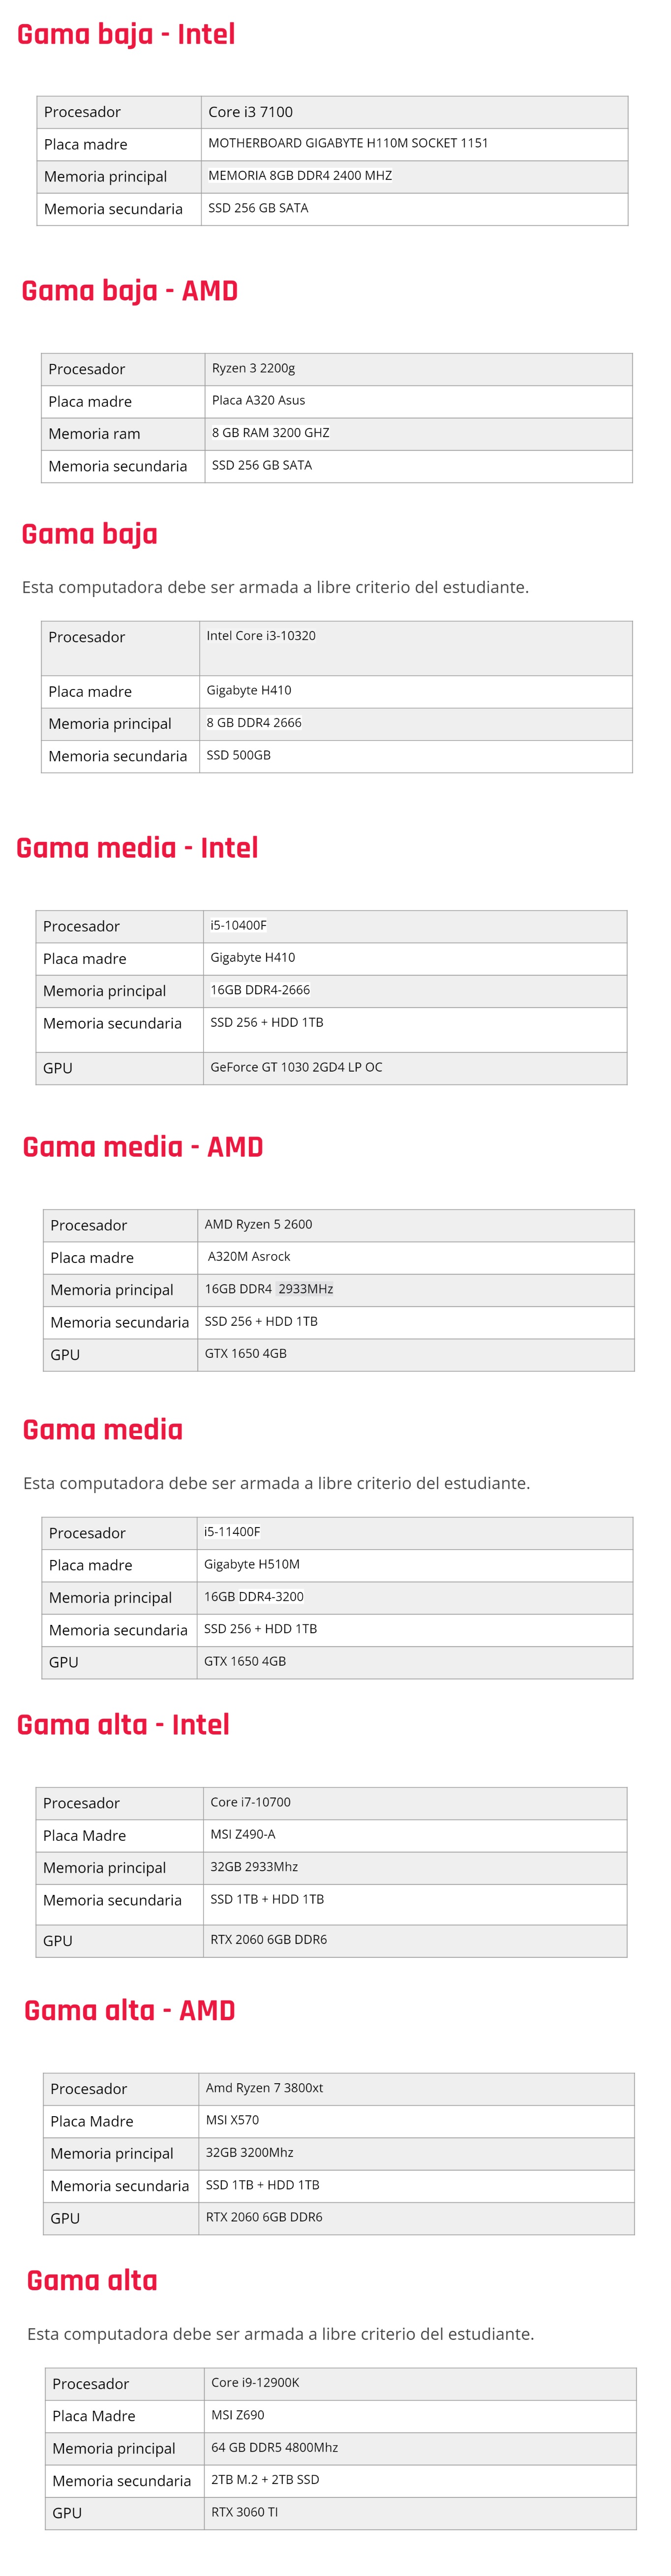 Gama baja - Intel
Procesador Core i3 7100
Placa madre MOTHERBOARD GIGABYTE H110M SOCKET 1151
Memoria principal MEMORIA 8GB DDR4 2400 MHZ
Memoria secundaria SSD 256 GB SATA
Gama baja - AMD
Procesador Ryzen 3 2200g
Placa madre Placa A320 Asus
Memoria ram 8 GB RAM 3200 GHZ
Memoria secundaria SSD 256 GB SATA
Gama baja
Esta computadora debe ser armada a libre criterio del estudiante.
Procesador Intel Core i3-10320
Placa madre Gigabyte H410
Memoria principal 8 GB DDR4 2666
Memoria secundaria SSD 500GB
Gama media - Intel
Procesador i5-10400F
Placa madre Gigabyte H410
Memoria principal 16GB DDR4-2666
Memoria secundaria SSD 256 + HDD 1TB
GPU GeForce GT 1030 2GD4 LP OC
Gama media - AMD
Procesador AMD Ryzen 5 2600
Placa madre A320M Asrock
Memoria principal 16GB DDR4 2933MHz
Memoria secundaria SSD 256 + HDD 1TB
GPU GTX 1650 4GB
Gama media
Esta computadora debe ser armada a libre criterio del estudiante.
Procesador i5-11400F
Placa madre Gigabyte H510M
Memoria principal 16GB DDR4-3200
Memoria secundaria SSD 256 + HDD 1TB
GPU GTX 1650 4GB
Gama alta - Intel
Procesador Core i7-10700
Placa Madre MSI Z490-A
Memoria principal 32GB 2933Mhz
Memoria secundaria SSD 1TB + HDD 1TB
GPU RTX 2060 6GB DDR6
Gama alta - AMD
Procesador Amd Ryzen 7 3800xt
Placa Madre MSI X570
Memoria principal 32GB 3200Mhz
Memoria secundaria SSD 1TB + HDD 1TB
GPU RTX 2060 6GB DDR6
Gama alta
Esta computadora debe ser armada a libre criterio del estudiante.
Procesador Core i9-12900K
Placa Madre MSI Z690
Memoria principal 64 GB DDR5 4800Mhz
Memoria secundaria 2TB M.2 + 2TB SSD
GPU RTX 3060 TI